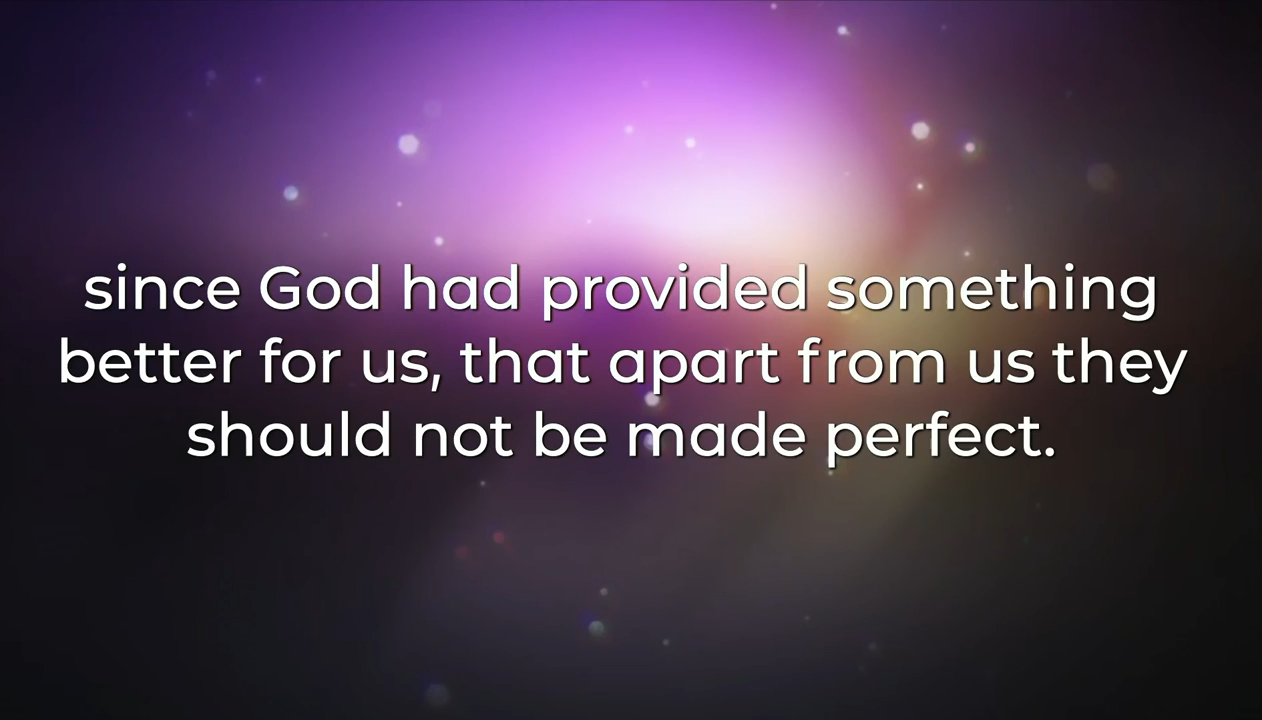 since God had provided something
better for us, that apart from us they
should not be made perfect.